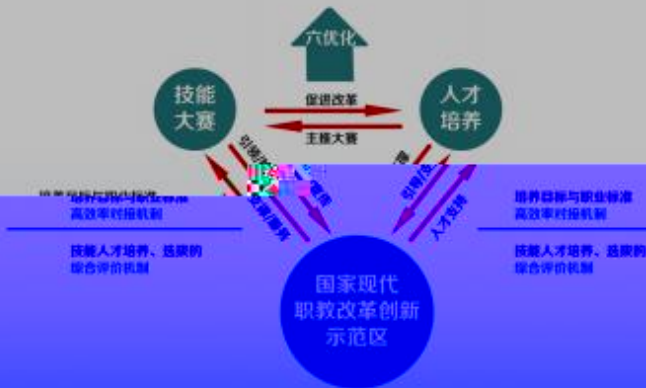 六优化
技能
大赛
促进改革
主推大赛
人才
培养
培养目标与职业标准
高效率对接机制
技能人才培养、选拔的
综合评价机制
人才支持
培养目标与职业标准
高效率对接机制
技能人才培养、选拔的
综合评价机制
国家现代
职教改革创新
示范区